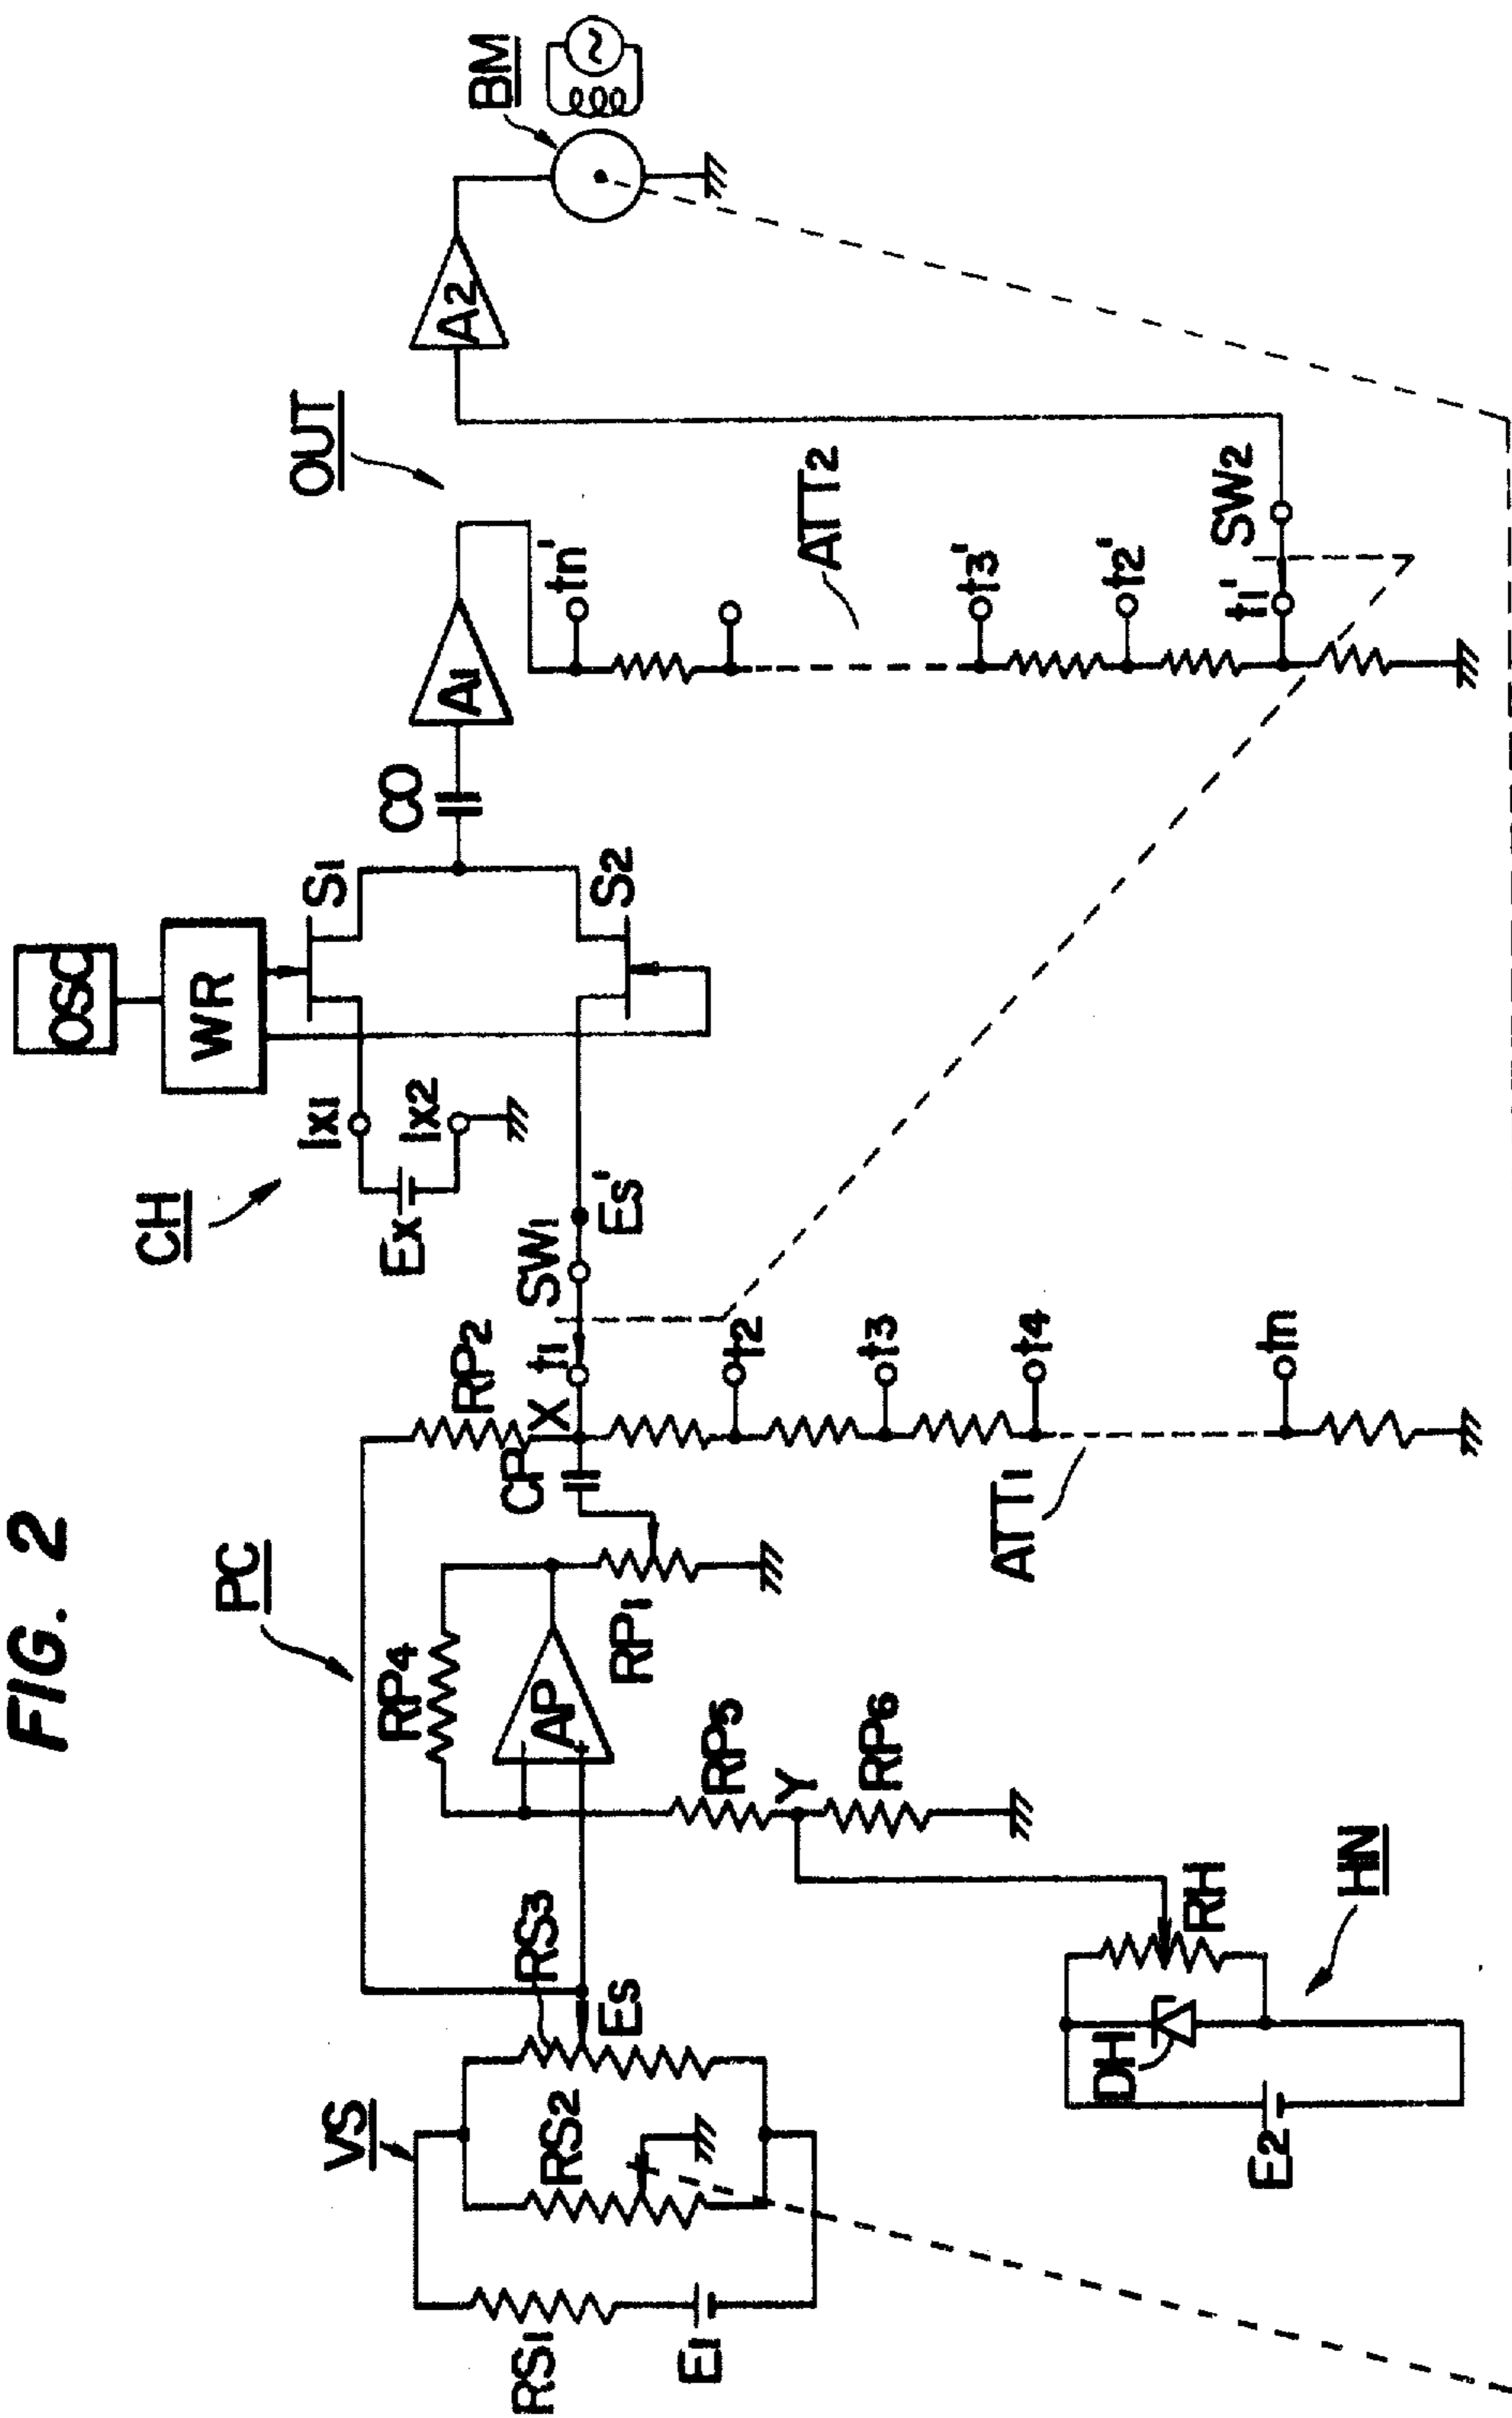 FIG. 2
VS
RS1
E1
RS2
RS3
Es
PC
RP4
AP
-
+
RP1
RP5
Y
RP6
HN
RH
DH
E2
RP2
CP
X
t1
SW1
Es'
t2
t3
t4
tn
ATT1
CH
Ex
Ix1
Ix2
OSC
WR
S1
S2
CO
A1
OUT
tn'
ATT2
t3'
t2'
t1'
SW2
A2
BM
~